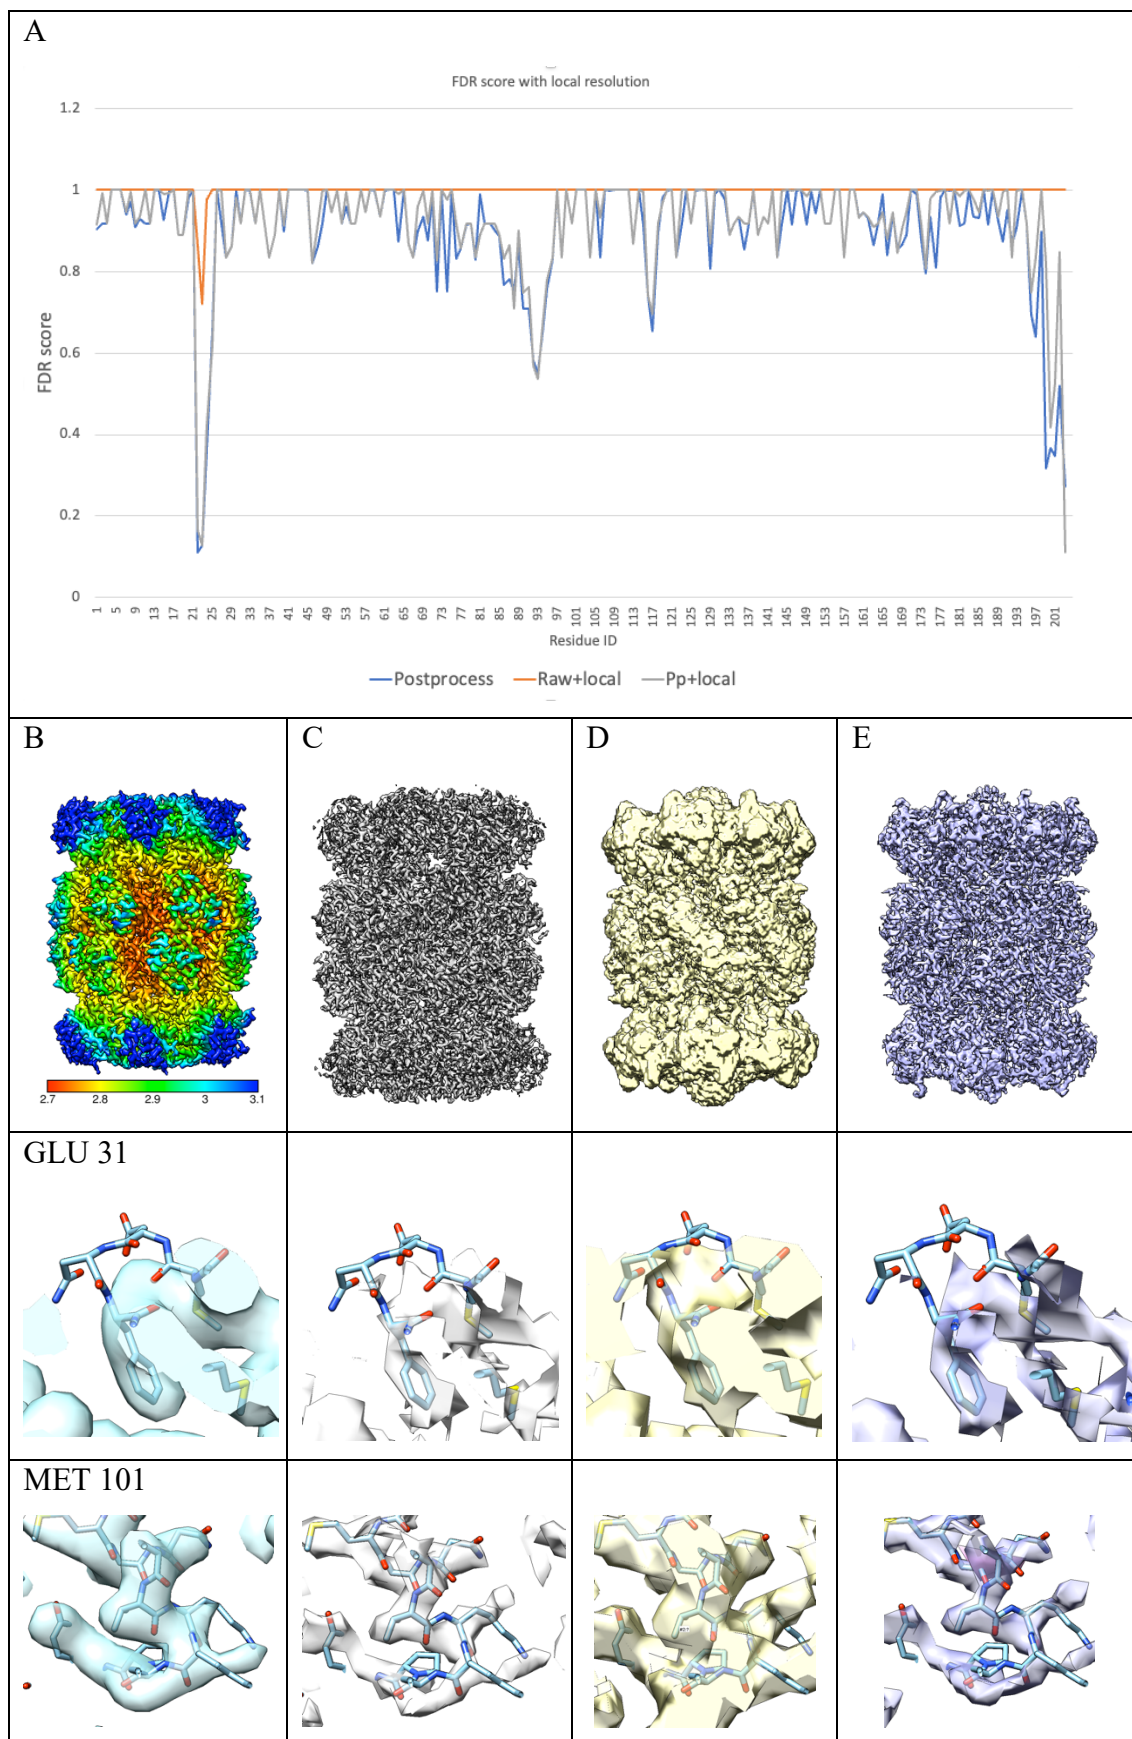 A
FDR score with local resolution
1.2
1
0.8
0.6
0.4
0.2
0
FDR score
1 5 9 13 17 21 25 29 33 37 41 45 49 53 57 61 65 69 73 77 81 85 89 93 97 101 105 109 113 117 121 125 129 133 137 141 145 149 153 157 161 165 169 173 177 181 185 189 193 197 201
Residue ID
Postprocess Raw+local Pp+local
B C D E
2.7 2.8 2.9 3 3.1
GLU 31
MET 101